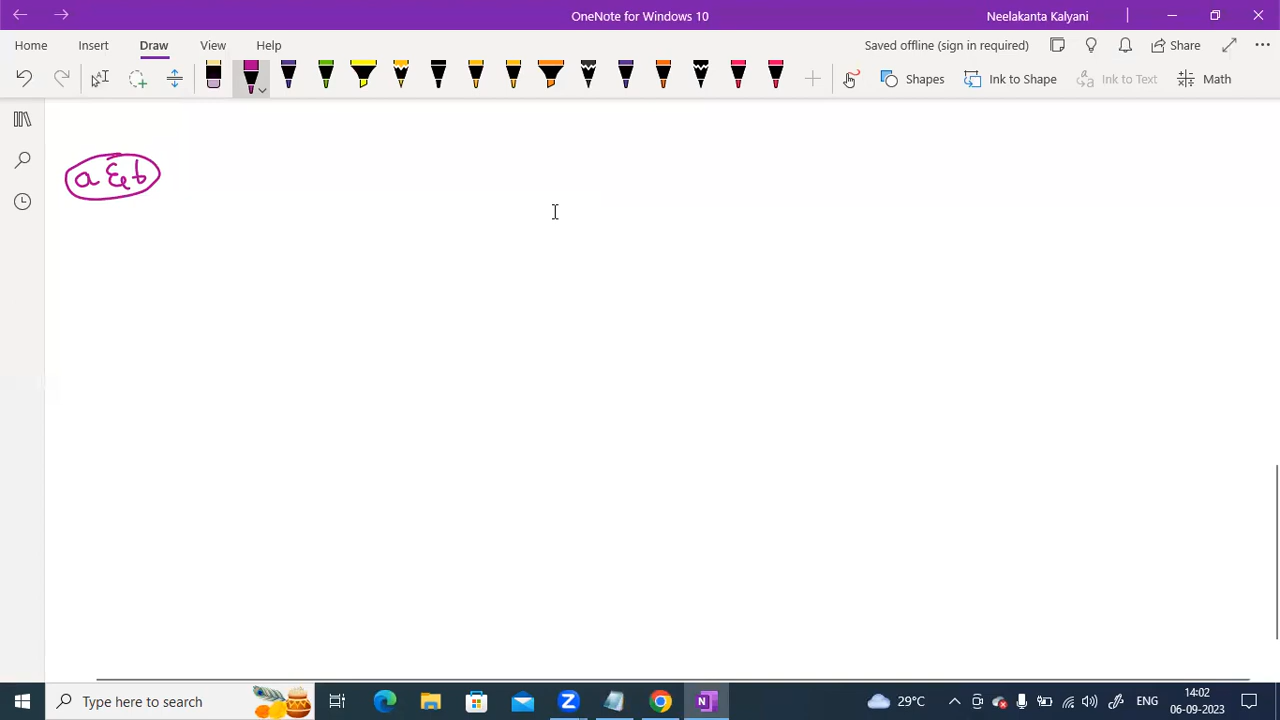 OneNote for Windows 10
Neelakanta Kalyani
Home Insert Draw View Help
Saved offline (sign in required)
Share
Shapes
Ink to Shape
Ink to Text
Math
a & b
Type here to search
29°C
ENG
14:02
06-09-2023